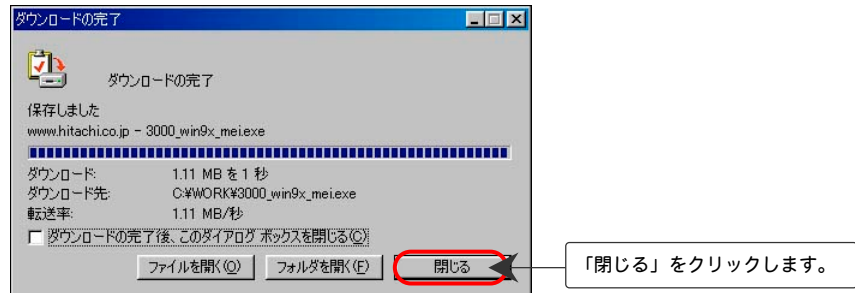 ダウンロードの完了
ダウンロードの完了
保存しました
www.hitachi.co.jp - 3000_win9x_mei.exe
ダウンロード: 1.11 MB を 1 秒
ダウンロード先: C:¥WORK¥3000_win9x_mei.exe
転送率: 1.11 MB/秒
ダウンロードの完了後、このダイアログ ボックスを閉じる(C)
ファイルを開く(O) フォルダを開く(F) 閉じる
「閉じる」をクリックします。